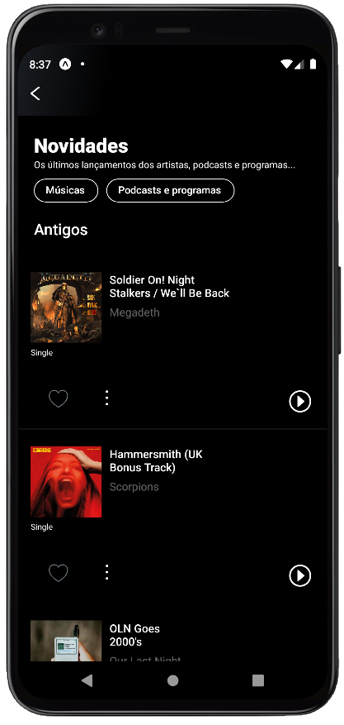 8:37
Novidades
Os últimos lançamentos dos artistas, podcasts e programas...
Músicas
Podcasts e programas
Antigos
MEGADETH
Soldier On! Night
Stalkers / We`ll Be Back
Megadeth
Single
Hammersmith (UK
Bonus Track)
Scorpions
Single
OLN Goes
2000's
Our Last Night